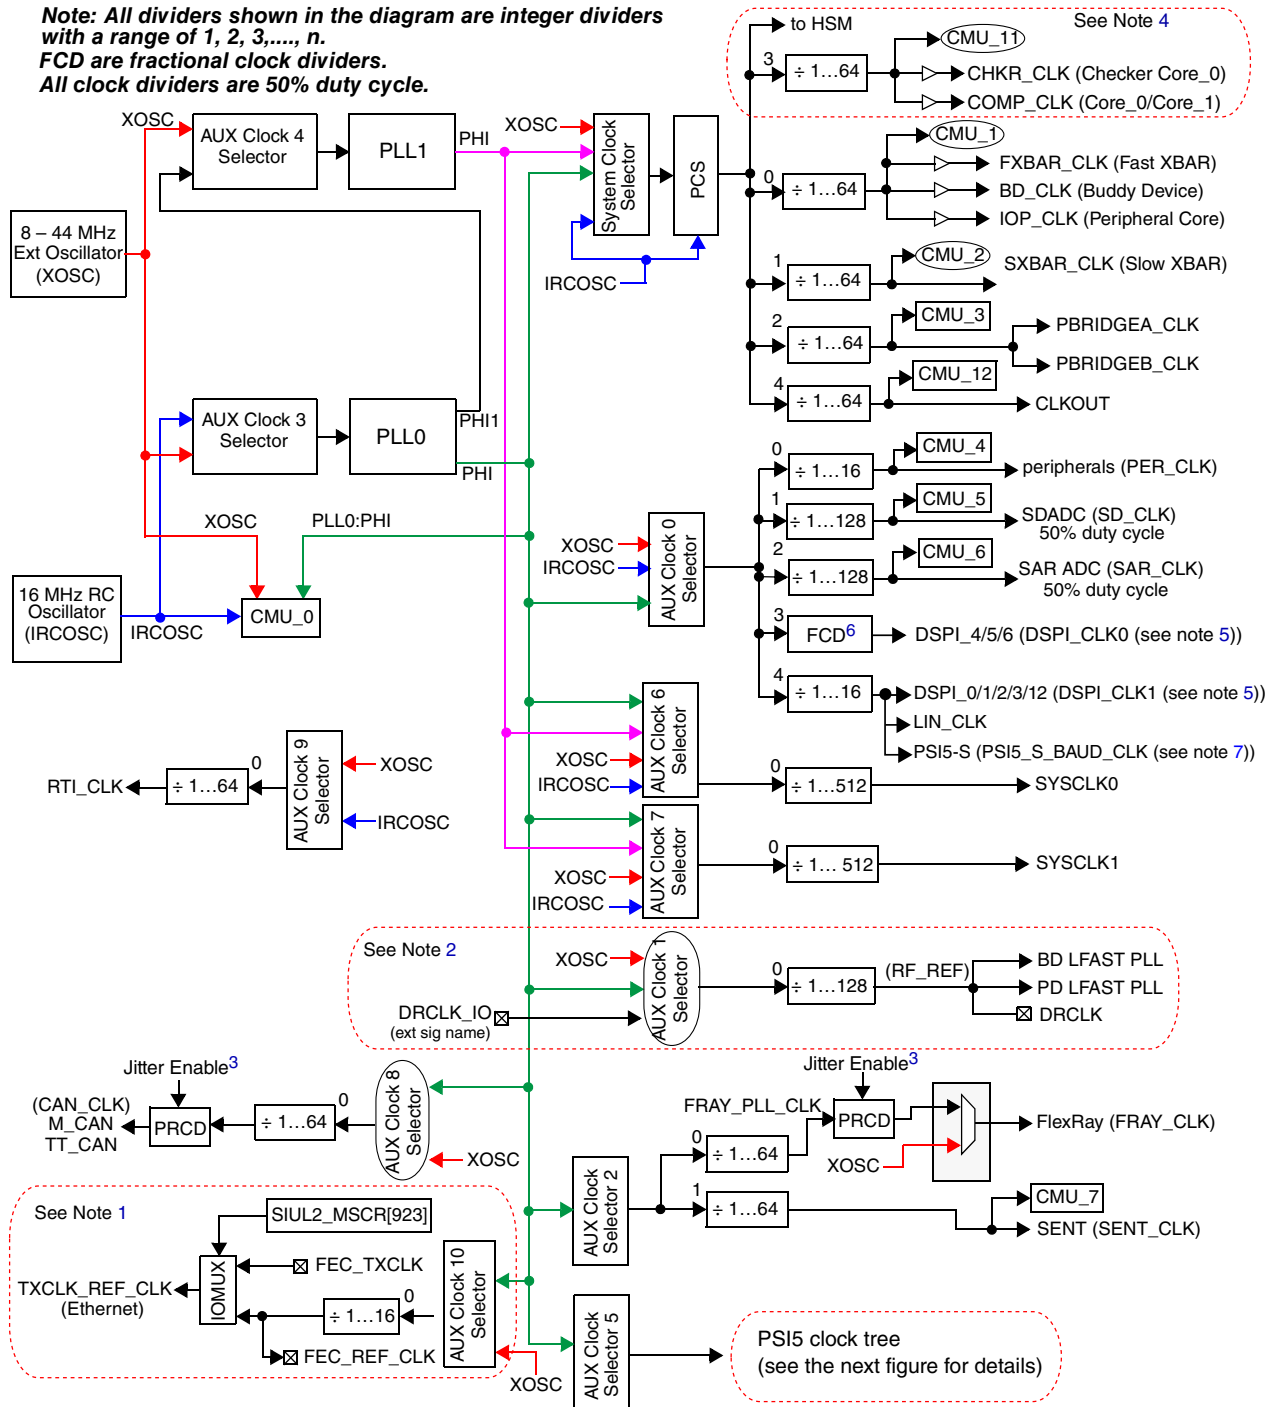 Note: All dividers shown in the diagram are integer dividers
with a range of 1, 2, 3,...., n.
FCD are fractional clock dividers.
All clock dividers are 50% duty cycle.
to HSM
See Note 4
CMU_11
3
÷ 1...64
CHKR_CLK (Checker Core_0)
COMP_CLK (Core_0/Core_1)
XOSC
AUX Clock 4
Selector
PLL1
PHI
XOSC
System Clock
Selector
PCS
IRCOSC
CMU_1
0
÷ 1...64
FXBAR_CLK (Fast XBAR)
BD_CLK (Buddy Device)
IOP_CLK (Peripheral Core)
8 – 44 MHz
Ext Oscillator
(XOSC)
CMU_2
1
÷ 1...64
SXBAR_CLK (Slow XBAR)
2
÷ 1...64
CMU_3
PBRIDGEA_CLK
PBRIDGEB_CLK
4
÷ 1...64
CMU_12
CLKOUT
AUX Clock 3
Selector
PLL0
PHI1
PHI
0
÷ 1...16
CMU_4
peripherals (PER_CLK)
1
÷ 1...128
CMU_5
SDADC (SD_CLK)
50% duty cycle
2
÷ 1...128
CMU_6
SAR ADC (SAR_CLK)
50% duty cycle
XOSC
PLL0:PHI
XOSC
IRCOSC
AUX Clock 0
Selector
16 MHz RC
Oscillator
(IRCOSC)
IRCOSC
CMU_0
3
FCD6
DSPI_4/5/6 (DSPI_CLK0 (see note 5))
4
÷ 1...16
DSPI_0/1/2/3/12 (DSPI_CLK1 (see note 5))
LIN_CLK
PSI5-S (PSI5_S_BAUD_CLK (see note 7))
AUX Clock 6
Selector
XOSC
IRCOSC
0
÷ 1...512
SYSCLK0
RTI_CLK
÷ 1...64
0
AUX Clock 9
Selector
XOSC
IRCOSC
AUX Clock 7
Selector
XOSC
IRCOSC
0
÷ 1... 512
SYSCLK1
See Note 2
XOSC
DRCLK_IO
(ext sig name)
AUX Clock 1
Selector
0
÷ 1...128
(RF_REF)
BD LFAST PLL
PD LFAST PLL
DRCLK
Jitter Enable3
(CAN_CLK)
M_CAN
TT_CAN
PRCD
÷ 1...64
0
AUX Clock 8
Selector
XOSC
Jitter Enable3
FRAY_PLL_CLK
PRCD
0
÷ 1...64
XOSC
FlexRay (FRAY_CLK)
AUX Clock
Selector 2
1
÷ 1...64
CMU_7
SENT (SENT_CLK)
See Note 1
SIUL2_MSCR[923]
IOMUX
FEC_TXCLK
TXCLK_REF_CLK
(Ethernet)
÷ 1...16
0
AUX Clock 10
Selector
FEC_REF_CLK
XOSC
AUX Clock
Selector 5
PSI5 clock tree
(see the next figure for details)